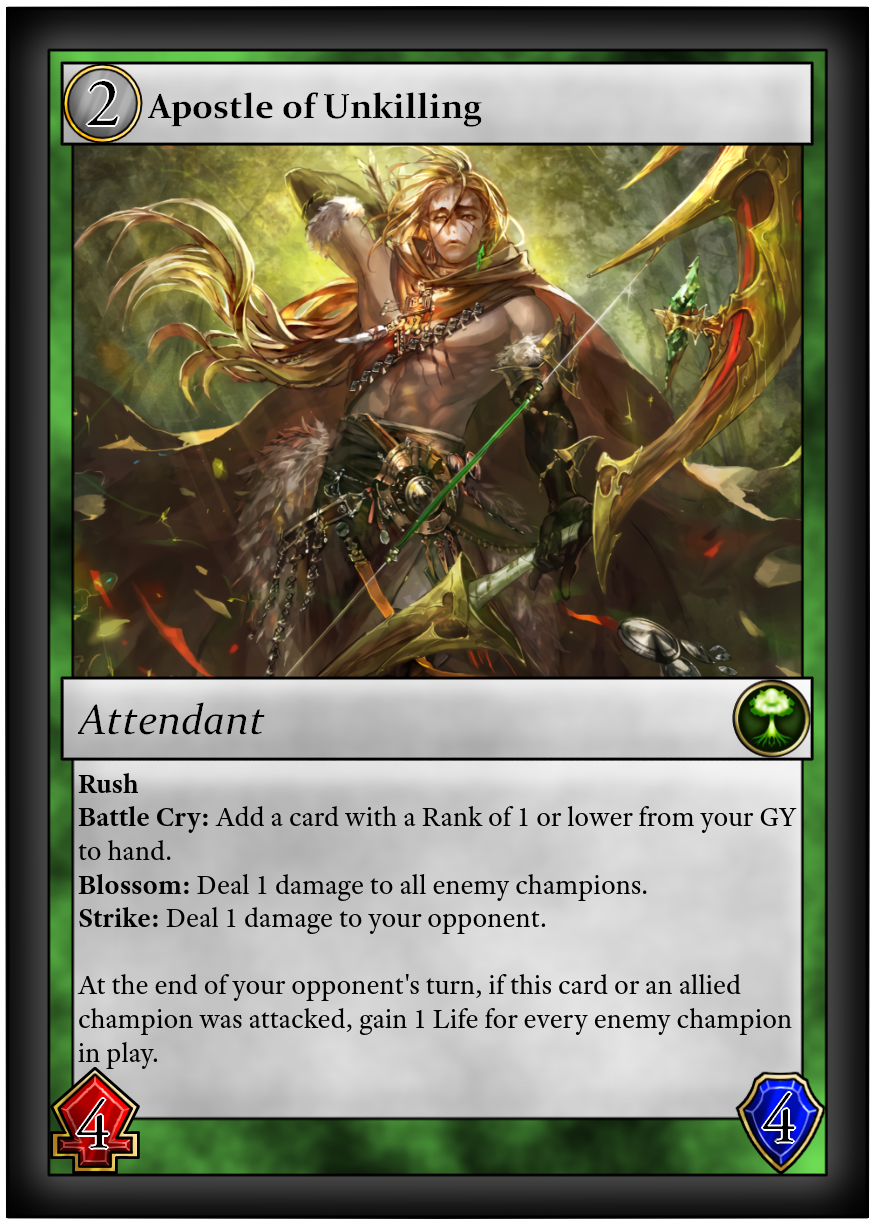 2
Apostle of Unkilling
Attendant
Rush
Battle Cry: Add a card with a Rank of 1 or lower from your GY
to hand.
Blossom: Deal 1 damage to all enemy champions.
Strike: Deal 1 damage to your opponent.
At the end of your opponent's turn, if this card or an allied
champion was attacked, gain 1 Life for every enemy champion
in play.
4
4